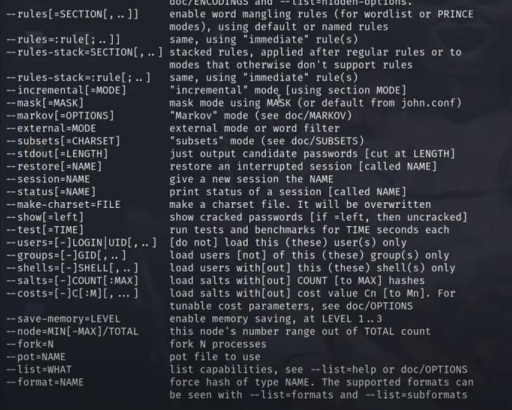 doc/ENCODINGS and --list=hidden-options.
--rules[=SECTION[,..]] enable word mangling rules (for wordlist or PRINCE
modes), using default or named rules
--rules=:rule[;..]] same, using "immediate" rule(s)
--rules-stack=SECTION[,..] stacked rules, applied after regular rules or to
modes that otherwise don't support rules
--rules-stack=:rule[;..] same, using "immediate" rule(s)
--incremental[=MODE] "incremental" mode [using section MODE]
--mask[=MASK] mask mode using MASK (or default from john.conf)
--markov[=OPTIONS] "Markov" mode (see doc/MARKOV)
--external=MODE external mode or word filter
--subsets[=CHARSET] "subsets" mode (see doc/SUBSETS)
--stdout[=LENGTH] just output candidate passwords [cut at LENGTH]
--restore[=NAME] restore an interrupted session [called NAME]
--session=NAME give a new session the NAME
--status[=NAME] print status of a session [called NAME]
--make-charset=FILE make a charset file. It will be overwritten
--show[=left] show cracked passwords [if =left, then uncracked]
--test[=TIME] run tests and benchmarks for TIME seconds each
--users=[-]LOGIN|UID[,..] [do not] load this (these) user(s) only
--groups=[-]GID[,..] load users [not] of this (these) group(s) only
--shells=[-]SHELL[,..] load users with[out] this (these) shell(s) only
--salts=[-]COUNT[:MAX] load salts with[out] COUNT [to MAX] hashes
--costs=[-]C[:M][,...] load salts with[out] cost value Cn [to Mn]. For
tunable cost parameters, see doc/OPTIONS
--save-memory=LEVEL enable memory saving, at LEVEL 1..3
--node=MIN[-MAX]/TOTAL this node's number range out of TOTAL count
--fork=N fork N processes
--pot=NAME pot file to use
--list=WHAT list capabilities, see --list=help or doc/OPTIONS
--format=NAME force hash of type NAME. The supported formats can
be seen with --list=formats and --list=subformats